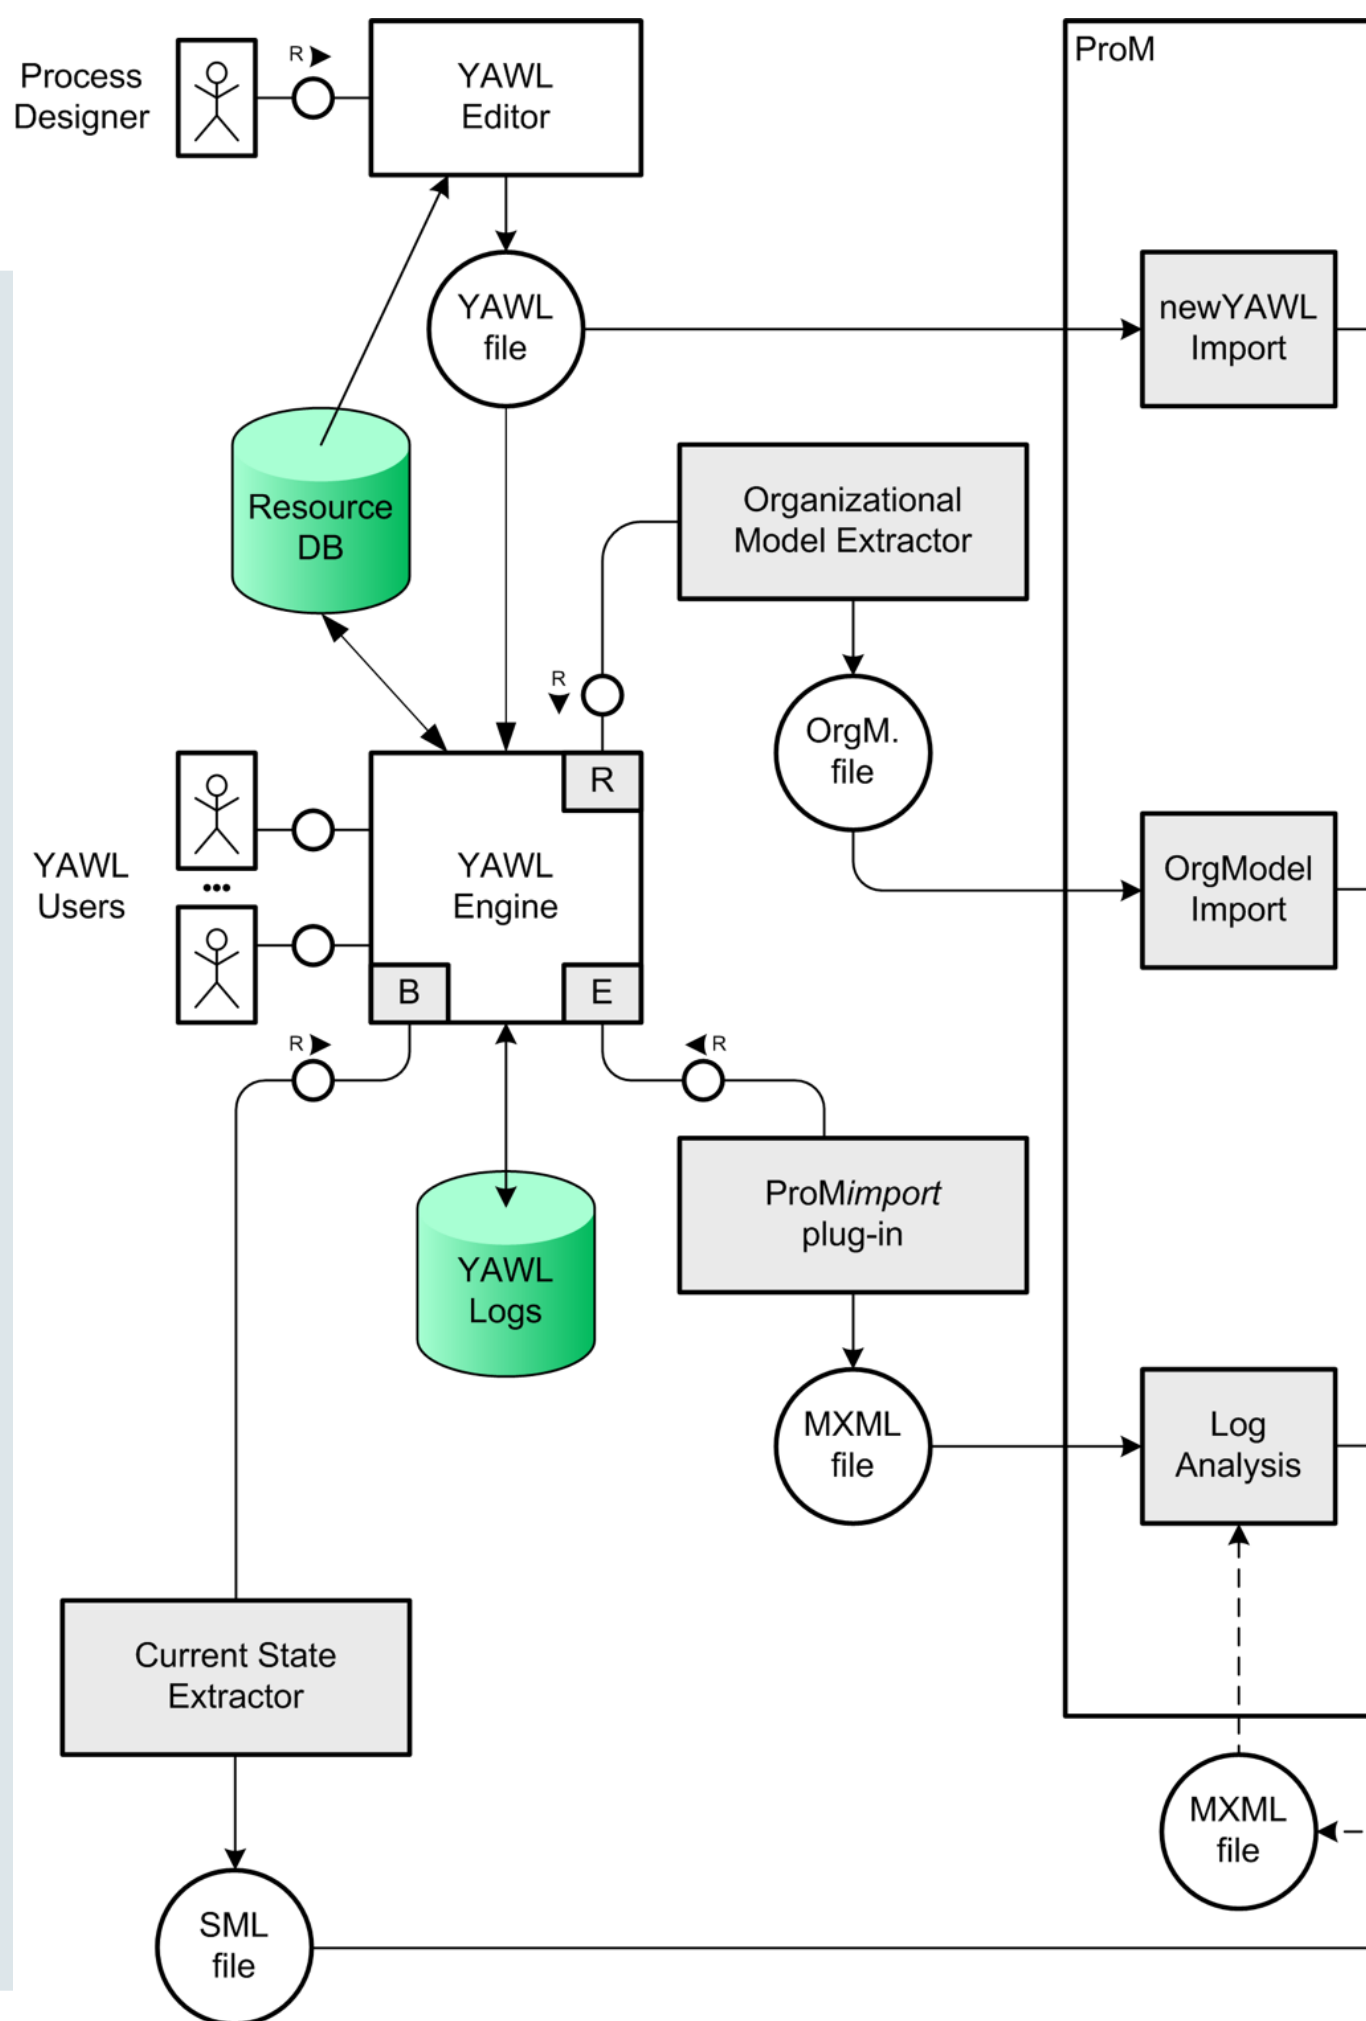 Process
Designer
R
YAWL
Editor
ProM
YAWL
file
newYAWL
Import
Resource
DB
Organizational
Model Extractor
R
OrgM.
file
R
YAWL
Users
YAWL
Engine
OrgModel
Import
B
E
R
R
ProMimport
plug-in
YAWL
Logs
MXML
file
Log
Analysis
Current State
Extractor
MXML
file
SML
file